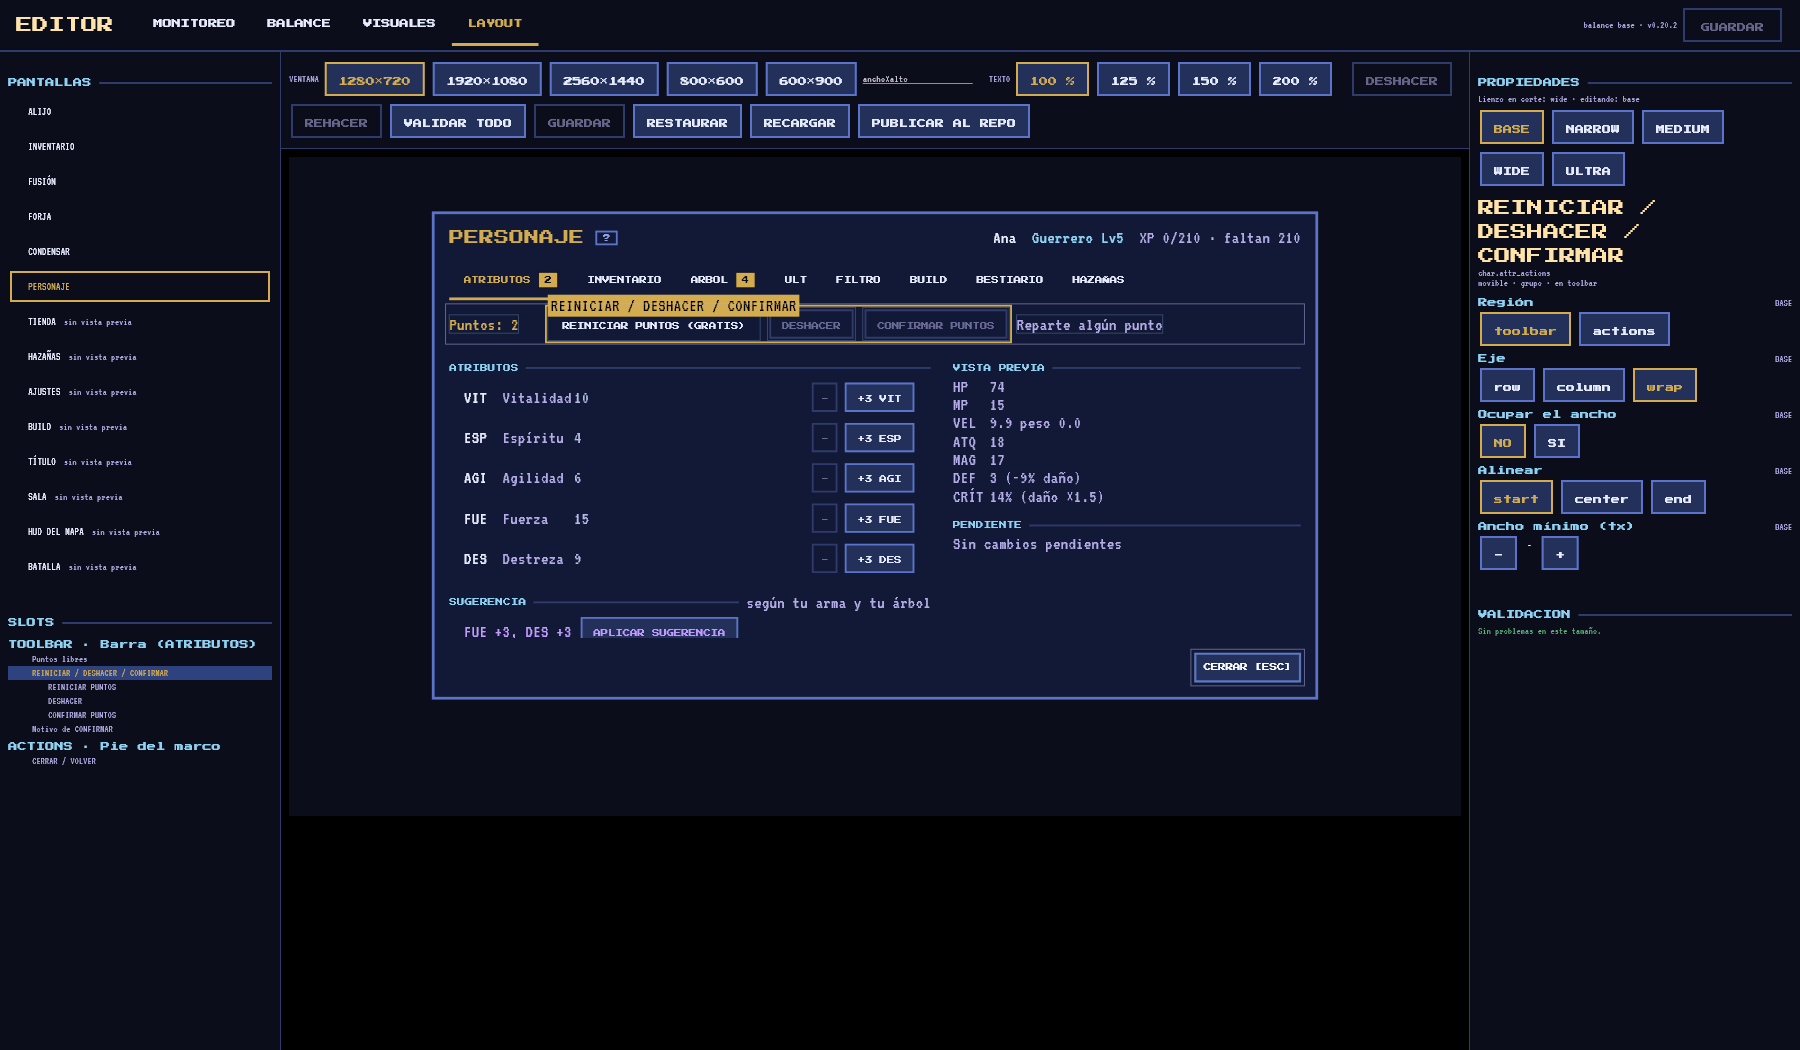 EDITOR MONITOREO BALANCE VISUALES LAYOUT balance base · v0.20.2 GUARDAR
PANTALLAS
ALIJO
INVENTARIO
FUSIÓN
FORJA
CONDENSAR
PERSONAJE
TIENDA sin vista previa
HAZAÑAS sin vista previa
AJUSTES sin vista previa
BUILD sin vista previa
TÍTULO sin vista previa
SALA sin vista previa
HUD DEL MAPA sin vista previa
BATALLA sin vista previa
SLOTS
TOOLBAR · Barra (ATRIBUTOS)
Puntos libres
REINICIAR / DESHACER / CONFIRMAR
REINICIAR PUNTOS
DESHACER
CONFIRMAR PUNTOS
Motivo de CONFIRMAR
ACTIONS · Pie del marco
CERRAR / VOLVER
VENTANA 1280×720 1920×1080 2560×1440 800×600 600×900 anchoXalto TEXTO 100 % 125 % 150 % 200 % DESHACER
REHACER VALIDAR TODO GUARDAR RESTAURAR RECARGAR PUBLICAR AL REPO
PERSONAJE ? Ana Guerrero Lv5 XP 0/210 · faltan 210
ATRIBUTOS 2 INVENTARIO ARBOL 4 ULT FILTRO BUILD BESTIARIO HAZAÑAS
REINICIAR / DESHACER / CONFIRMAR
Puntos: 2 REINICIAR PUNTOS (GRATIS) DESHACER CONFIRMAR PUNTOS Reparte algún punto
ATRIBUTOS
VIT Vitalidad 10 - +3 VIT
ESP Espíritu 4 - +3 ESP
AGI Agilidad 6 - +3 AGI
FUE Fuerza 15 - +3 FUE
DES Destreza 9 - +3 DES
SUGERENCIA según tu arma y tu árbol
FUE +3, DES +3 APLICAR SUGERENCIA
VISTA PREVIA
HP 74
MP 15
VEL 9.9 peso 0.0
ATQ 18
MAG 17
DEF 3 (-9% daño)
CRÍT 14% (daño ×1.5)
PENDIENTE
Sin cambios pendientes
CERRAR [ESC]
PROPIEDADES
Lienzo en corte: wide · editando: base
BASE NARROW MEDIUM
WIDE ULTRA
REINICIAR /
DESHACER /
CONFIRMAR
char.attr_actions
movible · grupo · en toolbar
Región BASE
toolbar actions
Eje BASE
row column wrap
Ocupar el ancho BASE
NO SI
Alinear BASE
start center end
Ancho mínimo (tx) BASE
- · +
VALIDACION
Sin problemas en este tamaño.